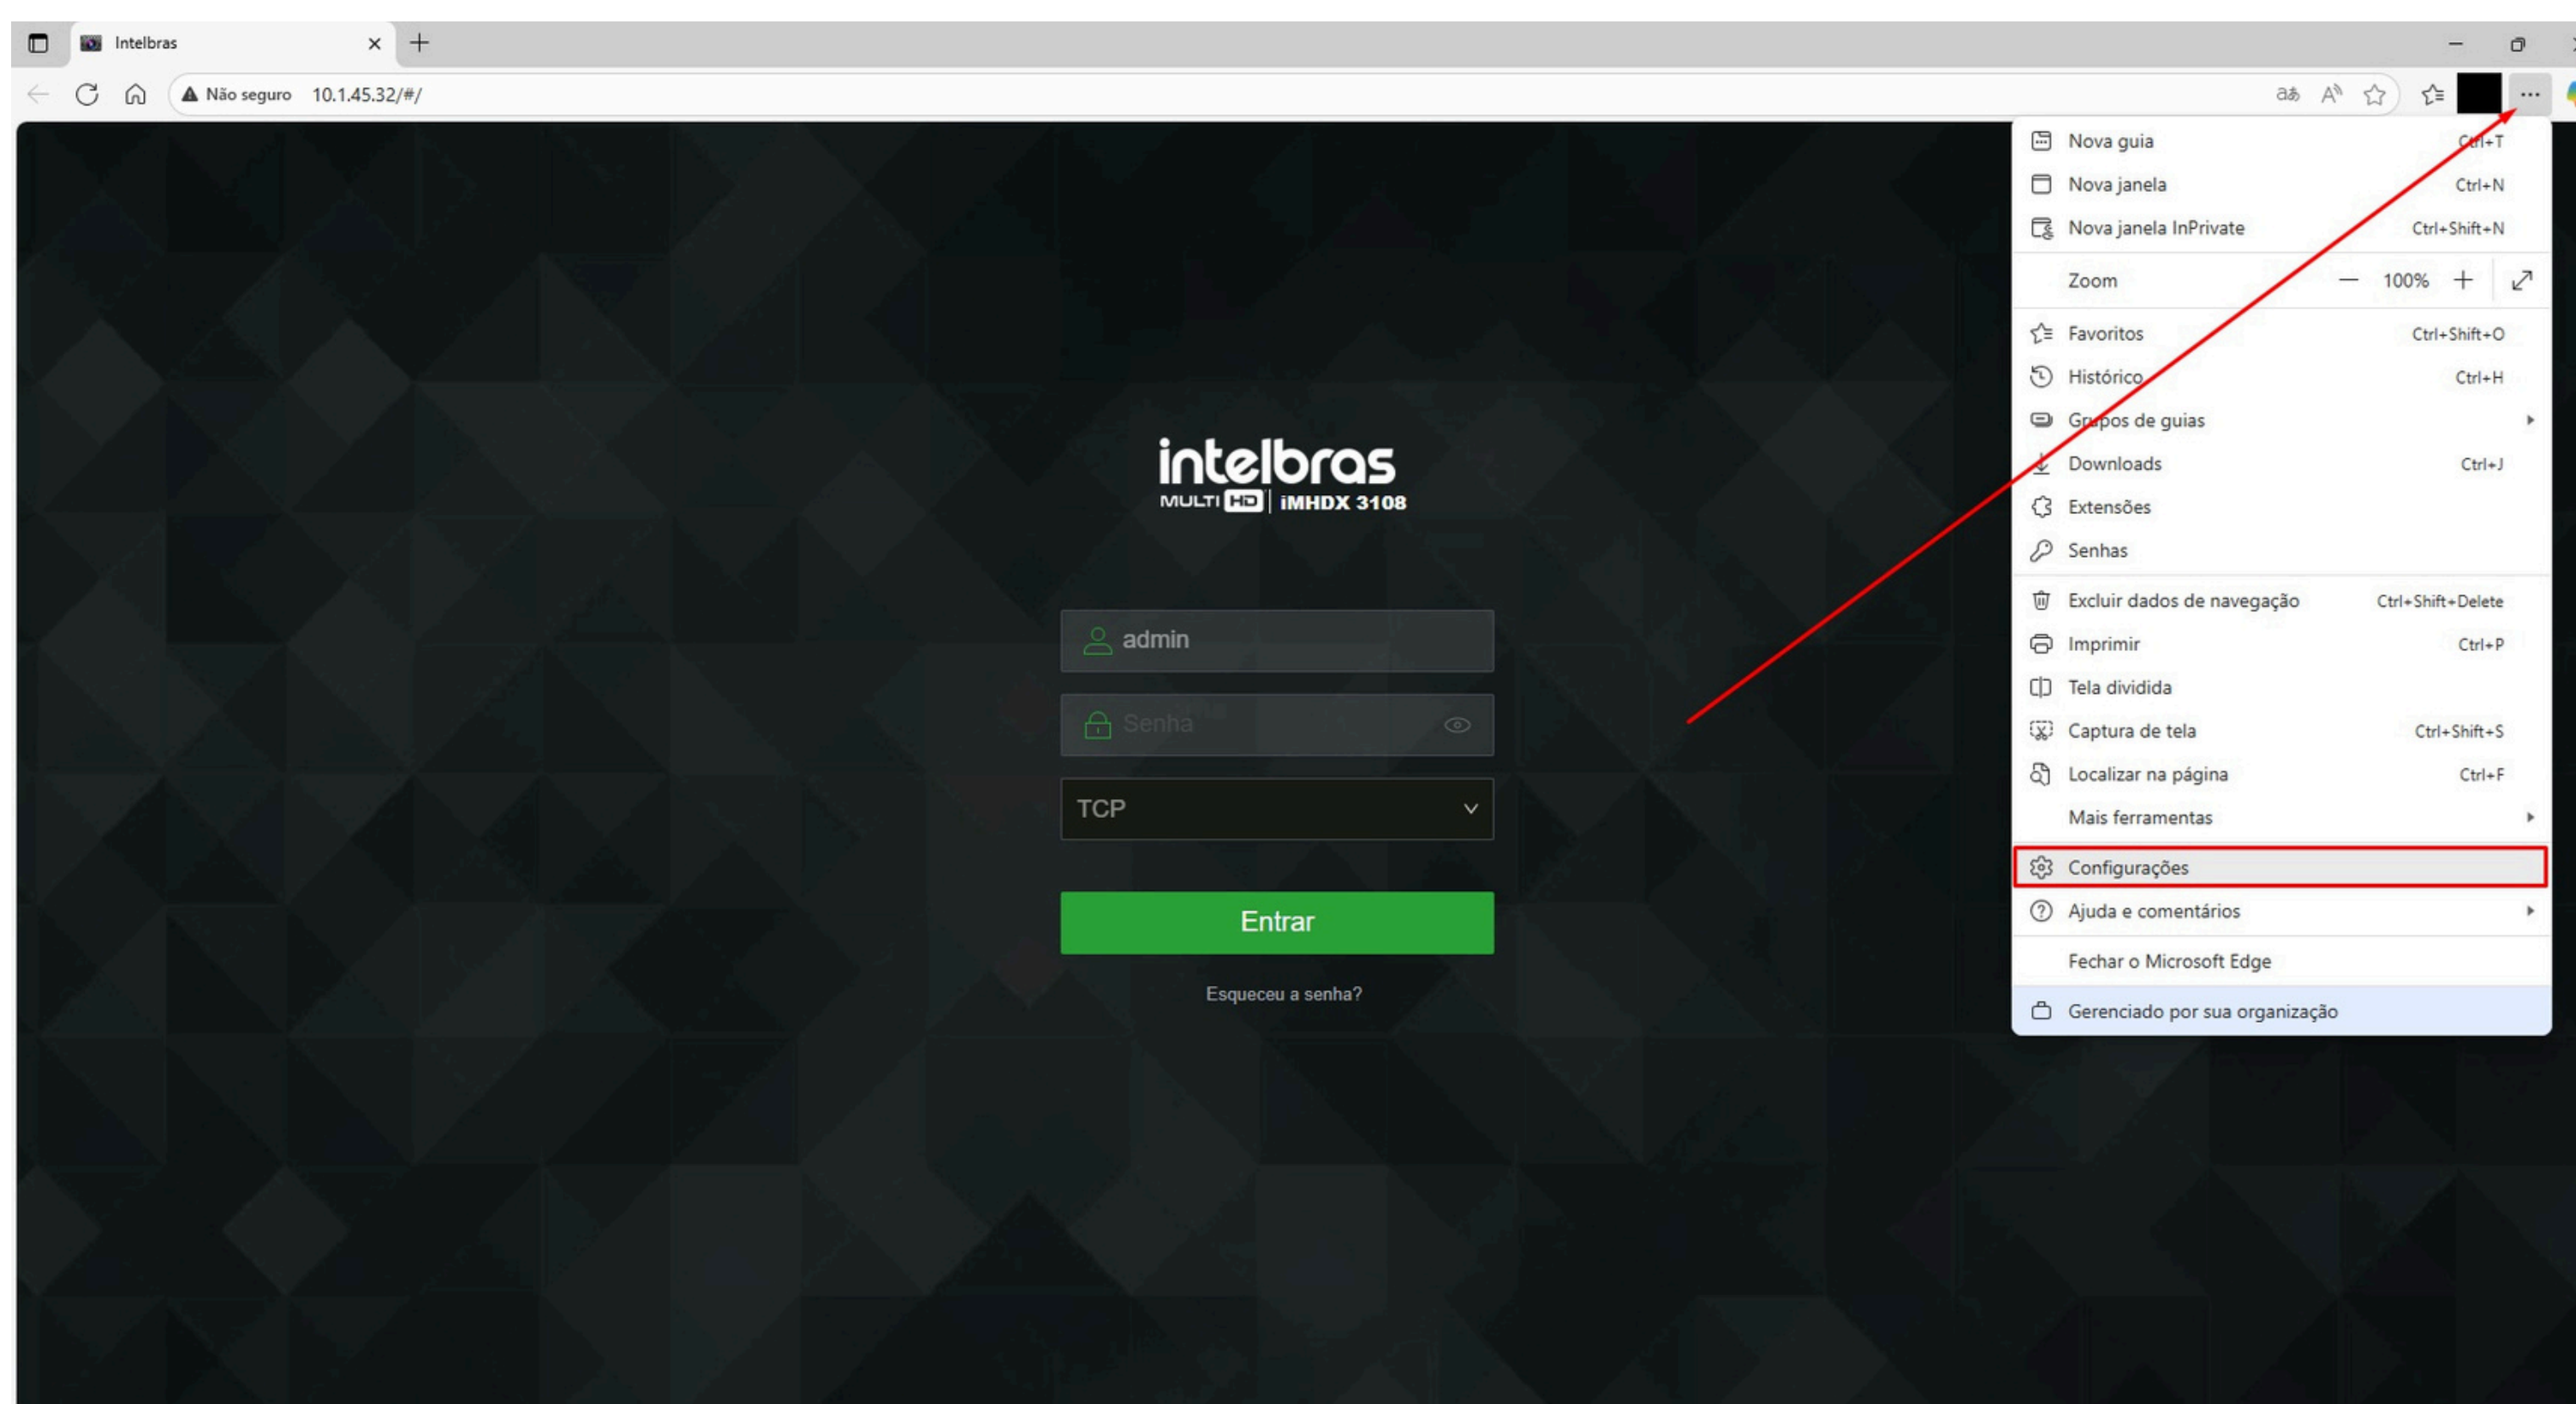 Intelbras
Não seguro 10.1.45.32/#/
Nova guia Ctrl+T
Nova janela Ctrl+N
Nova janela InPrivate Ctrl+Shift+N
Zoom 100%
Favoritos Ctrl+Shift+O
Histórico Ctrl+H
Grupos de guias
Downloads Ctrl+J
Extensões
Senhas
Excluir dados de navegação Ctrl+Shift+Delete
Imprimir Ctrl+P
Tela dividida
Captura de tela Ctrl+Shift+S
Localizar na página Ctrl+F
Mais ferramentas
Configurações
Ajuda e comentários
Fechar o Microsoft Edge
Gerenciado por sua organização
intelbras
MULTI HD iMHDX 3108
admin
Senha
TCP
Entrar
Esqueceu a senha?